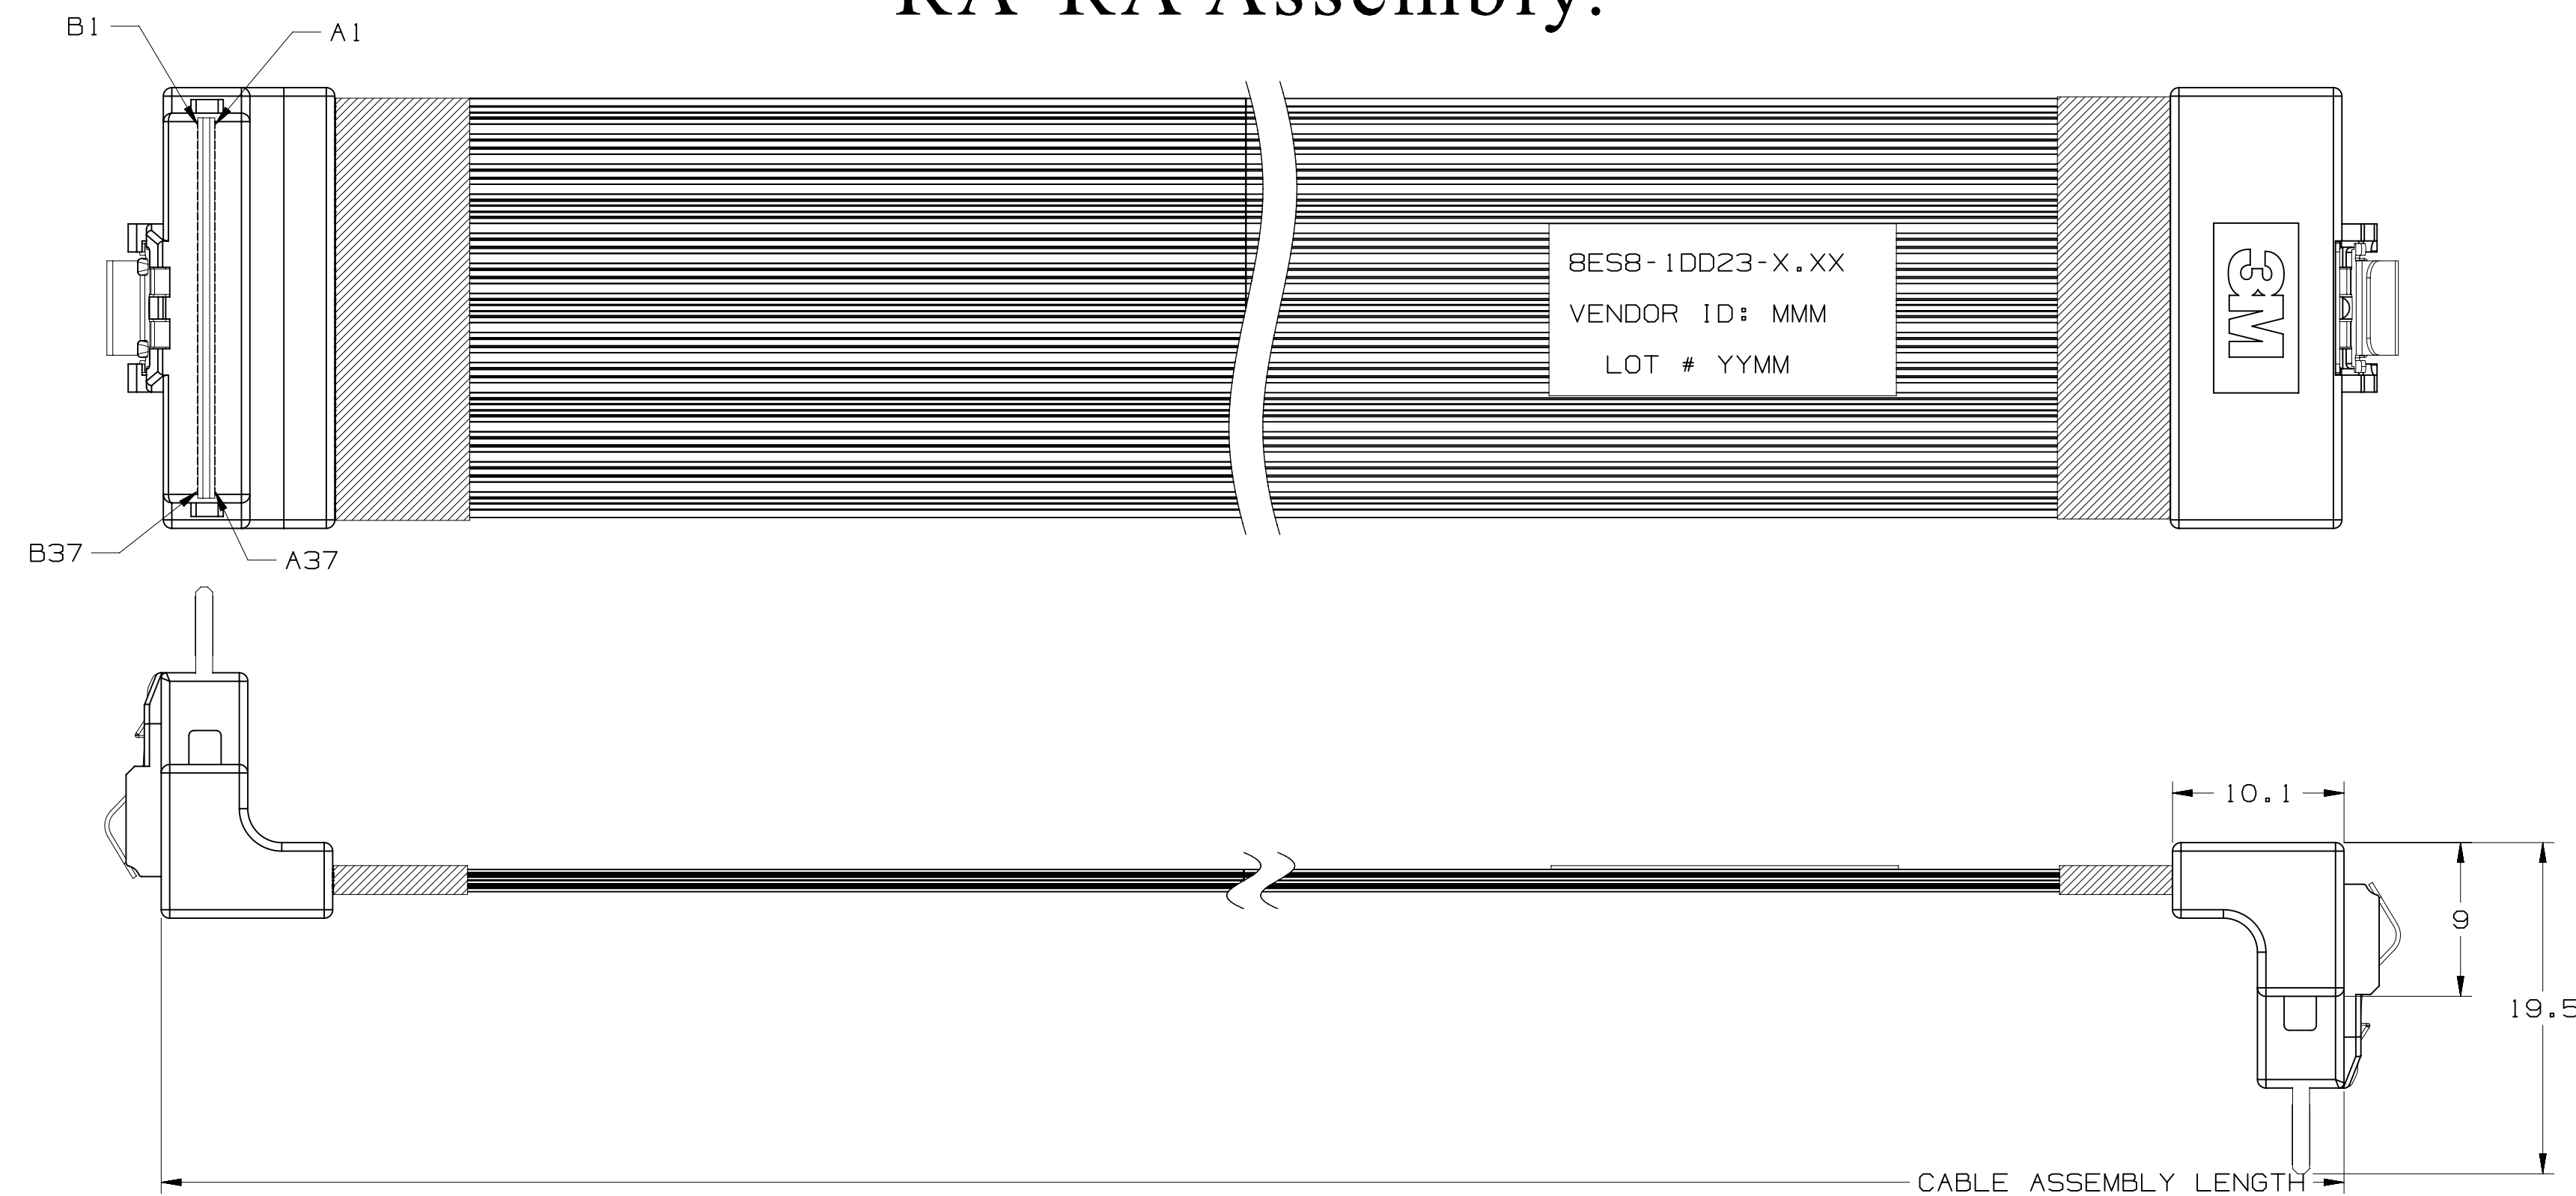 RA-RA Assembly.
B1
A1
8ES8-1DD23-X.XX
VENDOR ID: MMM
LOT # YYMM
3M
B37
A37
10.1
9
19.5
CABLE ASSEMBLY LENGTH